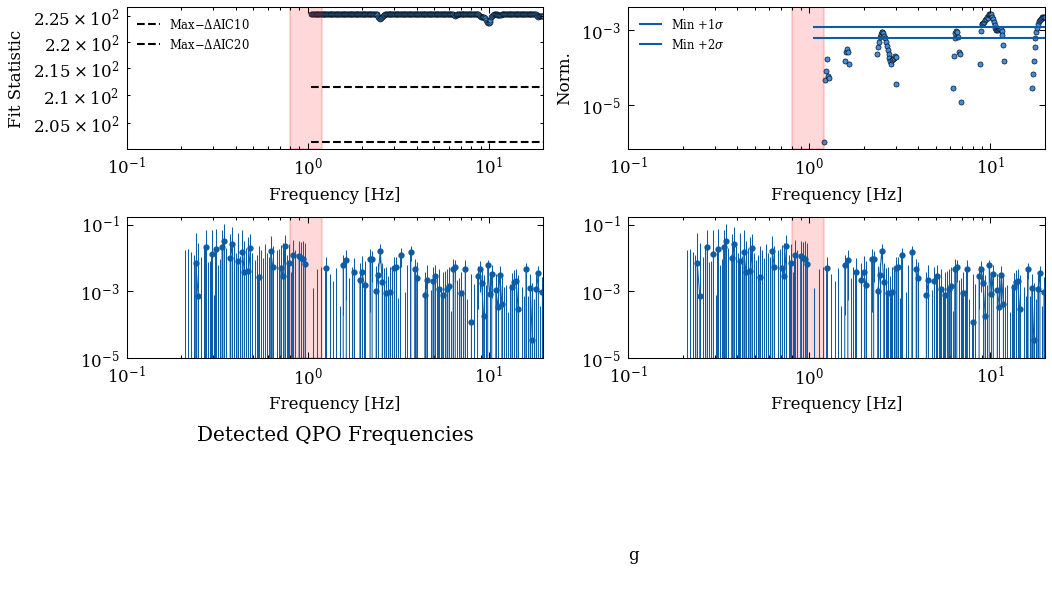 Fit Statistic
2.25 × 10²
2.2 × 10²
2.15 × 10²
2.1 × 10²
2.05 × 10²
Max−ΔAIC10
Max−ΔAIC20
10⁻¹ 10⁰ 10¹
Frequency [Hz]
Norm.
10⁻³
10⁻⁵
Min +1σ
Min +2σ
10⁻¹ 10⁰ 10¹
Frequency [Hz]
10⁻¹
10⁻³
10⁻⁵
10⁻¹ 10⁰ 10¹
Frequency [Hz]
10⁻¹
10⁻³
10⁻⁵
10⁻¹ 10⁰ 10¹
Frequency [Hz]
Detected QPO Frequencies
g